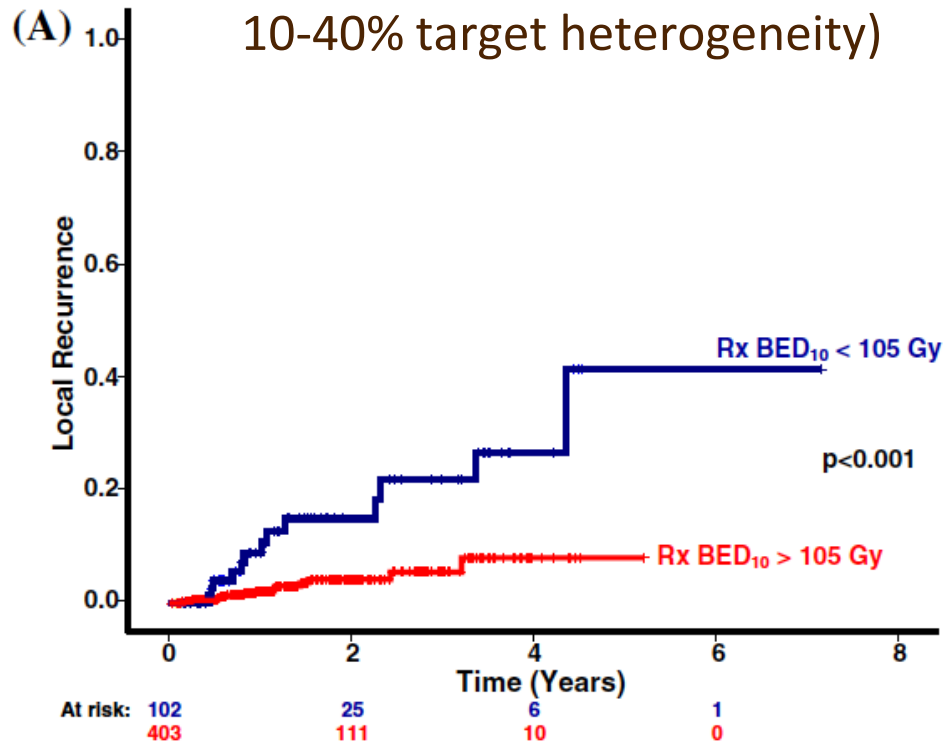 (A) 10-40% target heterogeneity)
1.0
0.8
0.6
0.4
0.2
0.0
Local Recurrence
Rx BED₁₀ < 105 Gy
p<0.001
Rx BED₁₀ > 105 Gy
0 2 4 6 8
Time (Years)
At risk: 102 25 6 1
403 111 10 0